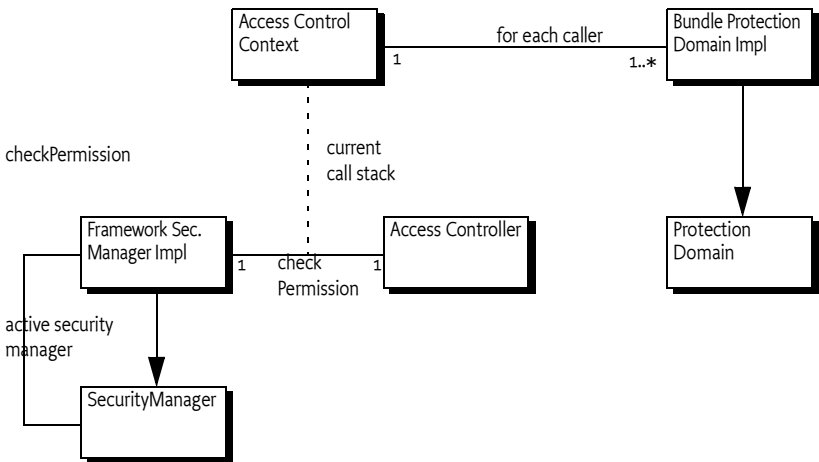 Access Control
Context
for each caller
Bundle Protection
Domain Impl
1
1..*
checkPermission
current
call stack
Framework Sec.
Manager Impl
Access Controller
Protection
Domain
1
check
Permission
1
active security
manager
SecurityManager